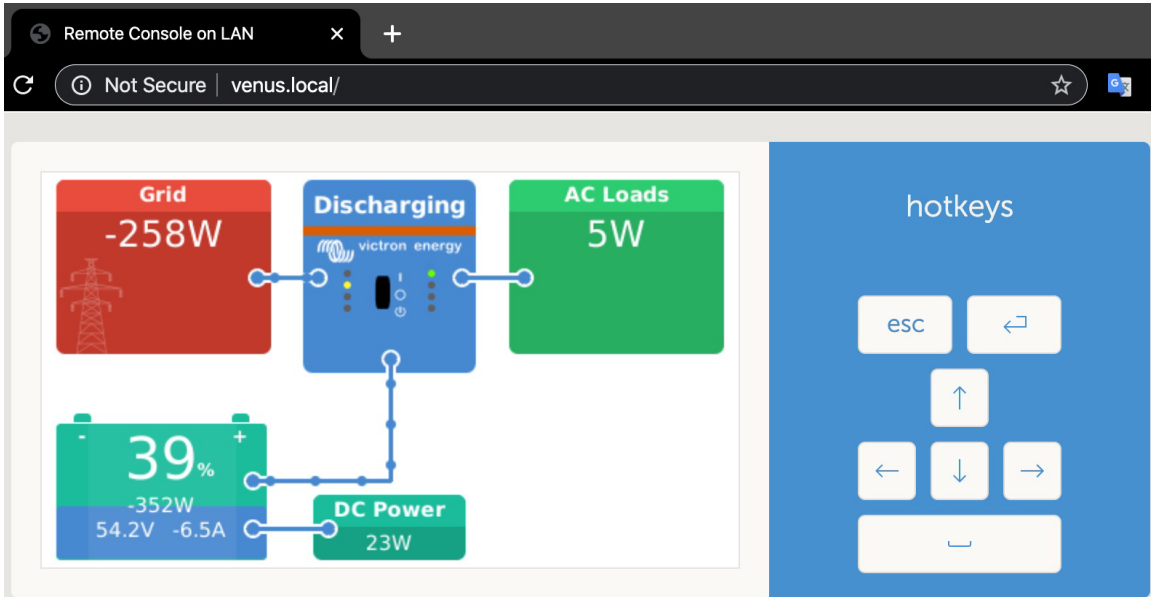 Remote Console on LAN
Not Secure venus.local/
Grid
-258W
Discharging
victron energy
AC Loads
5W
- +
39%
-352W
54.2V -6.5A
DC Power
23W
hotkeys
esc